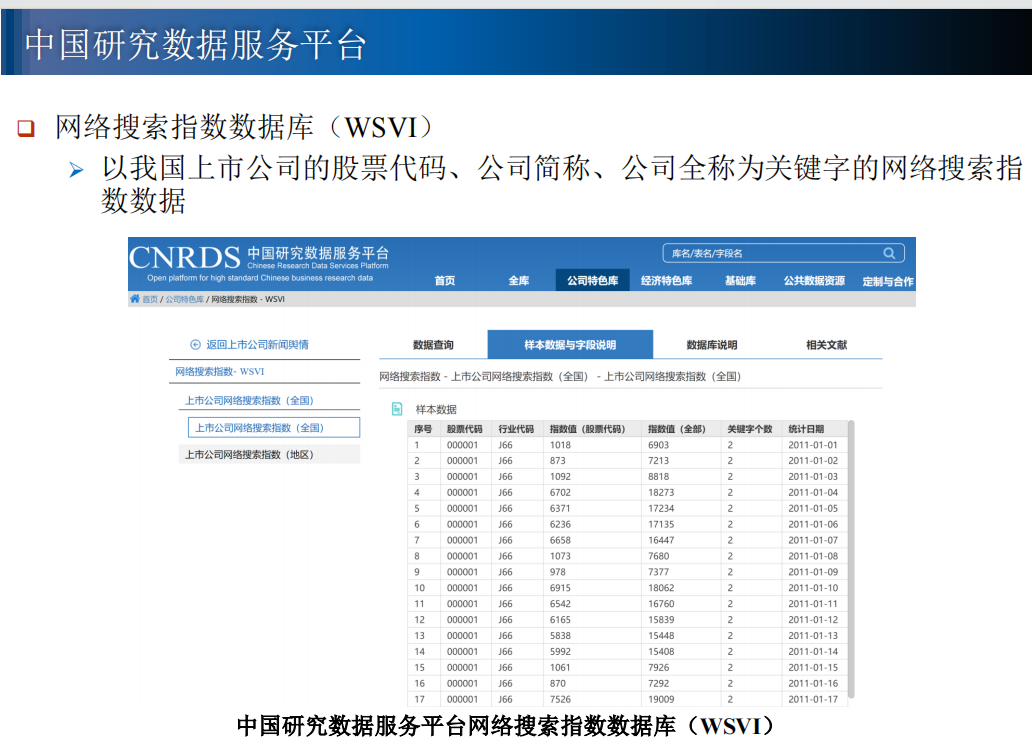 中国研究数据服务平台
网络搜索指数数据库（WSVI）
以我国上市公司的股票代码、公司简称、公司全称为关键字的网络搜索指
数数据
CNRDS 中国研究数据服务平台
Chinese Research Data Services Platform
Open platform for high standard Chinese business research data
库名/表名/字段名
首页 全库 公司特色库 经济特色库 基础库 公共数据资源 定制与合作
首页 / 公司特色库 / 网络搜索指数 - WSVI
返回上市公司新闻舆情
网络搜索指数- WSVI
上市公司网络搜索指数（全国）
上市公司网络搜索指数（全国）
上市公司网络搜索指数（地区）
数据查询 样本数据与字段说明 数据库说明 相关文献
网络搜索指数 - 上市公司网络搜索指数（全国） - 上市公司网络搜索指数（全国）
样本数据
序号 股票代码 行业代码 指数值（股票代码） 指数值（全部） 关键字个数 统计日期
1 000001 J66 1018 6903 2 2011-01-01
2 000001 J66 873 7213 2 2011-01-02
3 000001 J66 1092 8818 2 2011-01-03
4 000001 J66 6702 18273 2 2011-01-04
5 000001 J66 6371 17234 2 2011-01-05
6 000001 J66 6236 17135 2 2011-01-06
7 000001 J66 6658 16447 2 2011-01-07
8 000001 J66 1073 7680 2 2011-01-08
9 000001 J66 978 7377 2 2011-01-09
10 000001 J66 6915 18062 2 2011-01-10
11 000001 J66 6542 16760 2 2011-01-11
12 000001 J66 6165 15839 2 2011-01-12
13 000001 J66 5838 15448 2 2011-01-13
14 000001 J66 5992 15408 2 2011-01-14
15 000001 J66 1061 7926 2 2011-01-15
16 000001 J66 870 7292 2 2011-01-16
17 000001 J66 7526 19009 2 2011-01-17
中国研究数据服务平台网络搜索指数数据库（WSVI）